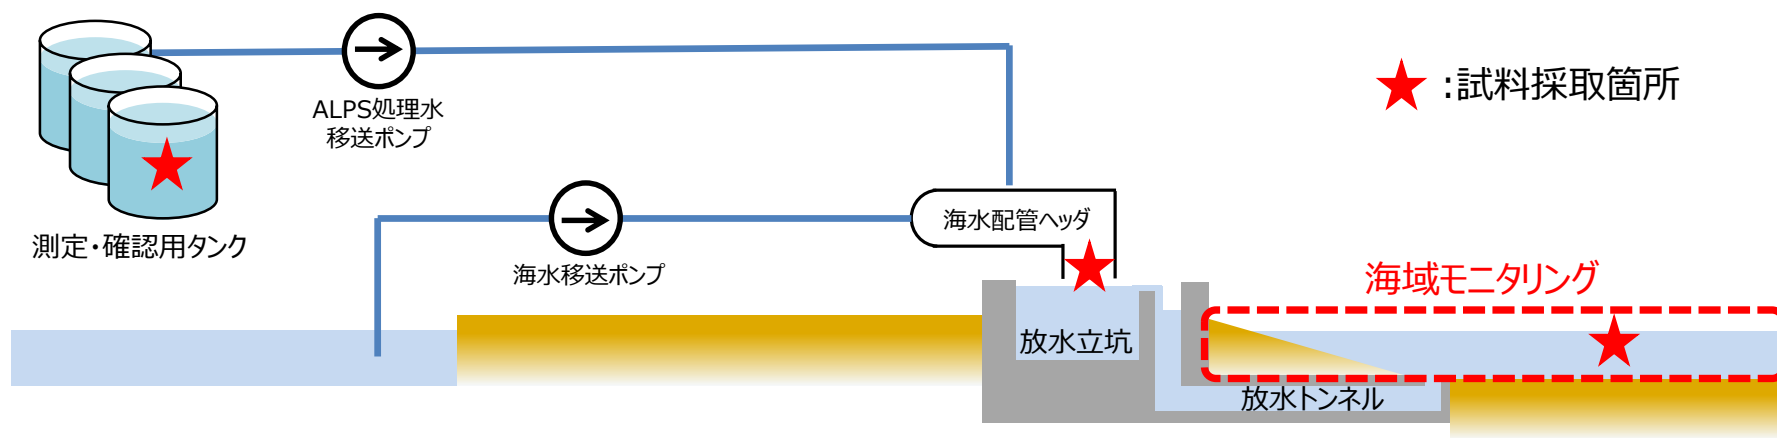 ALPS処理水
移送ポンプ
:試料採取箇所
測定・確認用タンク
海水配管ヘッダ
海水移送ポンプ
海域モニタリング
放水立坑
放水トンネル